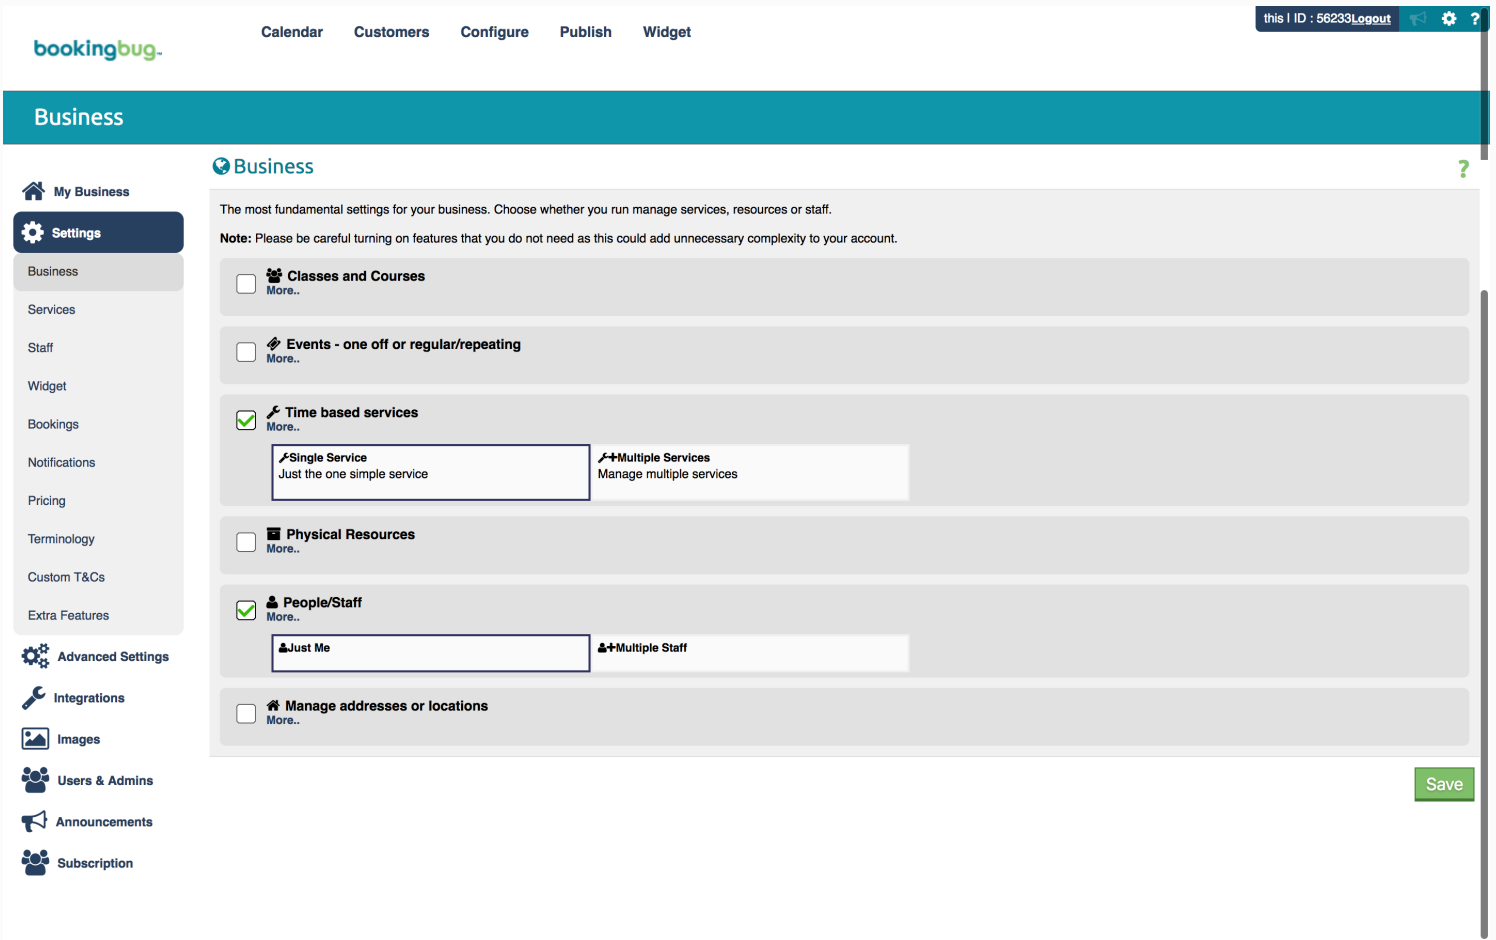 this I ID : 56233Logout
?
bookingbug™
Calendar
Customers
Configure
Publish
Widget
Business
My Business
Settings
Business
Services
Staff
Widget
Bookings
Notifications
Pricing
Terminology
Custom T&Cs
Extra Features
Advanced Settings
Integrations
Images
Users & Admins
Announcements
Subscription
Business
?
The most fundamental settings for your business. Choose whether you run manage services, resources or staff.
Note: Please be careful turning on features that you do not need as this could add unnecessary complexity to your account.
Classes and Courses
More..
Events - one off or regular/repeating
More..
Time based services
More..
Single Service
Just the one simple service
Multiple Services
Manage multiple services
Physical Resources
More..
People/Staff
More..
Just Me
Multiple Staff
Manage addresses or locations
More..
Save